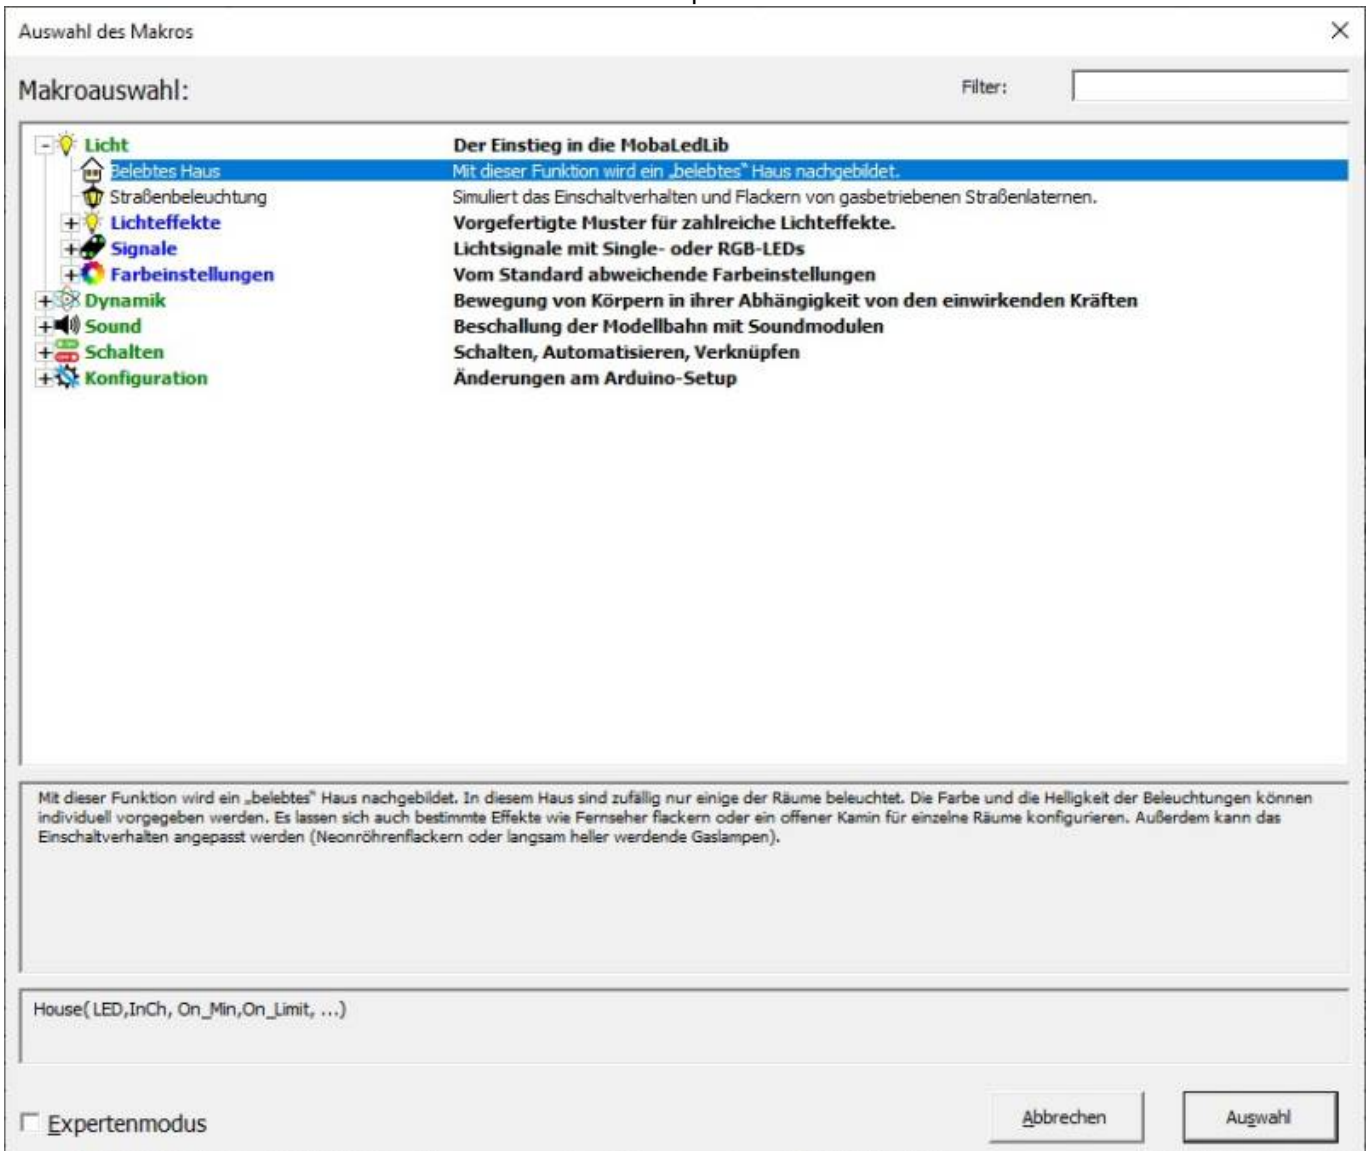 Auswahl des Makros
Makroauswahl:
Filter:
Licht Der Einstieg in die MobaLedLib
Belebtes Haus Mit dieser Funktion wird ein „belebtes“ Haus nachgebildet.
Straßenbeleuchtung Simuliert das Einschaltverhalten und Flackern von gasbetriebenen Straßenlaternen.
Lichteffekte Vorgefertigte Muster für zahlreiche Lichteffekte.
Signale Lichtsignale mit Single- oder RGB-LEDs
Farbeinstellungen Vom Standard abweichende Farbeinstellungen
Dynamik Bewegung von Körpern in ihrer Abhängigkeit von den einwirkenden Kräften
Sound Beschallung der Modellbahn mit Soundmodulen
Schalten Schalten, Automatisieren, Verknüpfen
Konfiguration Änderungen am Arduino-Setup
Mit dieser Funktion wird ein „belebtes“ Haus nachgebildet. In diesem Haus sind zufällig nur einige der Räume beleuchtet. Die Farbe und die Helligkeit der Beleuchtungen können
individuell vorgegeben werden. Es lassen sich auch bestimmte Effekte wie Fernseher flackern oder ein offener Kamin für einzelne Räume konfigurieren. Außerdem kann das
Einschaltverhalten angepasst werden (Neonröhrenflackern oder langsam heller werdende Gaslampen).
House( LED,InCh, On_Min,On_Limit, ...)
Expertenmodus
Abbrechen
Auswahl